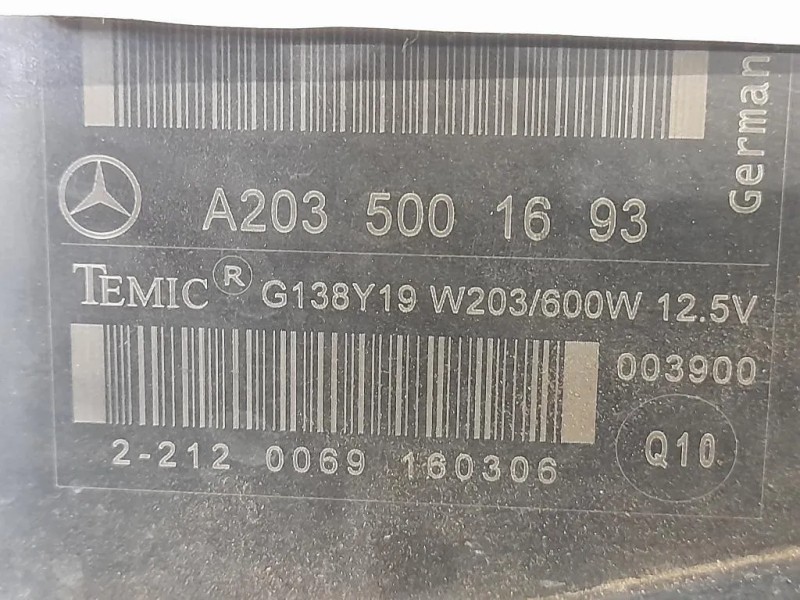 A203 500 16 93
German
TEMIC ® G138Y19 W203/600W 12.5V
003900
2-212 0069 160306
Q10